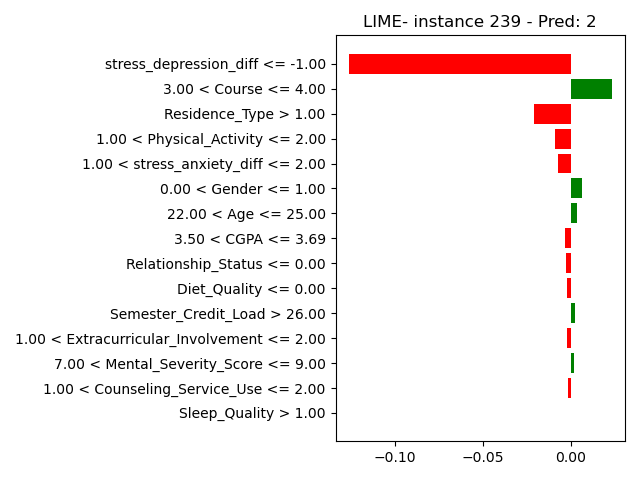 LIME- instance 239 - Pred: 2
stress_depression_diff <= -1.00
3.00 < Course <= 4.00
Residence_Type > 1.00
1.00 < Physical_Activity <= 2.00
1.00 < stress_anxiety_diff <= 2.00
0.00 < Gender <= 1.00
22.00 < Age <= 25.00
3.50 < CGPA <= 3.69
Relationship_Status <= 0.00
Diet_Quality <= 0.00
Semester_Credit_Load > 26.00
1.00 < Extracurricular_Involvement <= 2.00
7.00 < Mental_Severity_Score <= 9.00
1.00 < Counseling_Service_Use <= 2.00
Sleep_Quality > 1.00
−0.10 −0.05 0.00